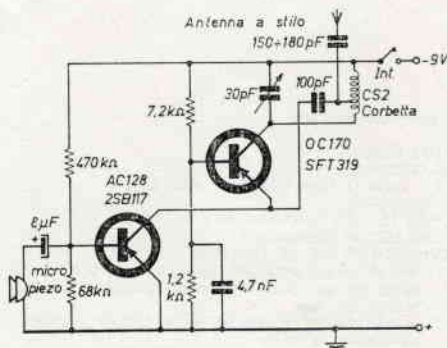 Antenna a stilo
150÷180pF
-9V
Int.
100pF
30pF
CS2
Corbetta
7,2kΩ
OC170
SFT319
470kΩ
AC128
2SB117
8µF
+
micro
piezo
68kΩ
1,2
kΩ
4,7nF
+